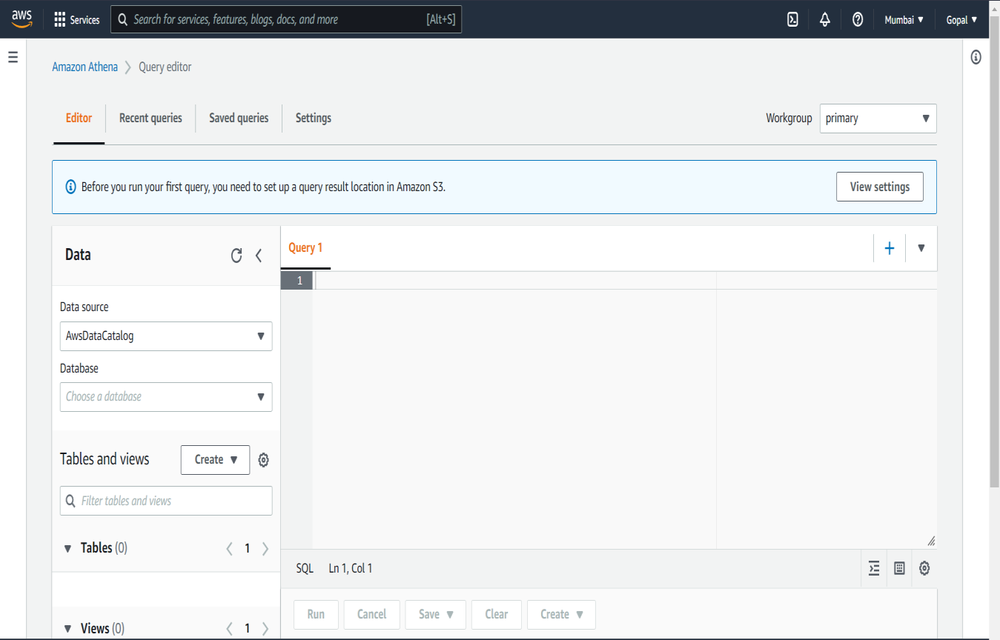 aws Services Search for services, features, blogs, docs, and more [Alt+S] Mumbai ▼ Gopal ▼
Amazon Athena > Query editor
Editor Recent queries Saved queries Settings Workgroup primary
Before you run your first query, you need to set up a query result location in Amazon S3. View settings
Data
Query 1
1
Data source
AwsDataCatalog
Database
Choose a database
Tables and views Create ▼
Filter tables and views
▼ Tables (0) < 1 >
SQL Ln 1, Col 1
Run Cancel Save ▼ Clear Create ▼
▼ Views (0) < 1 >